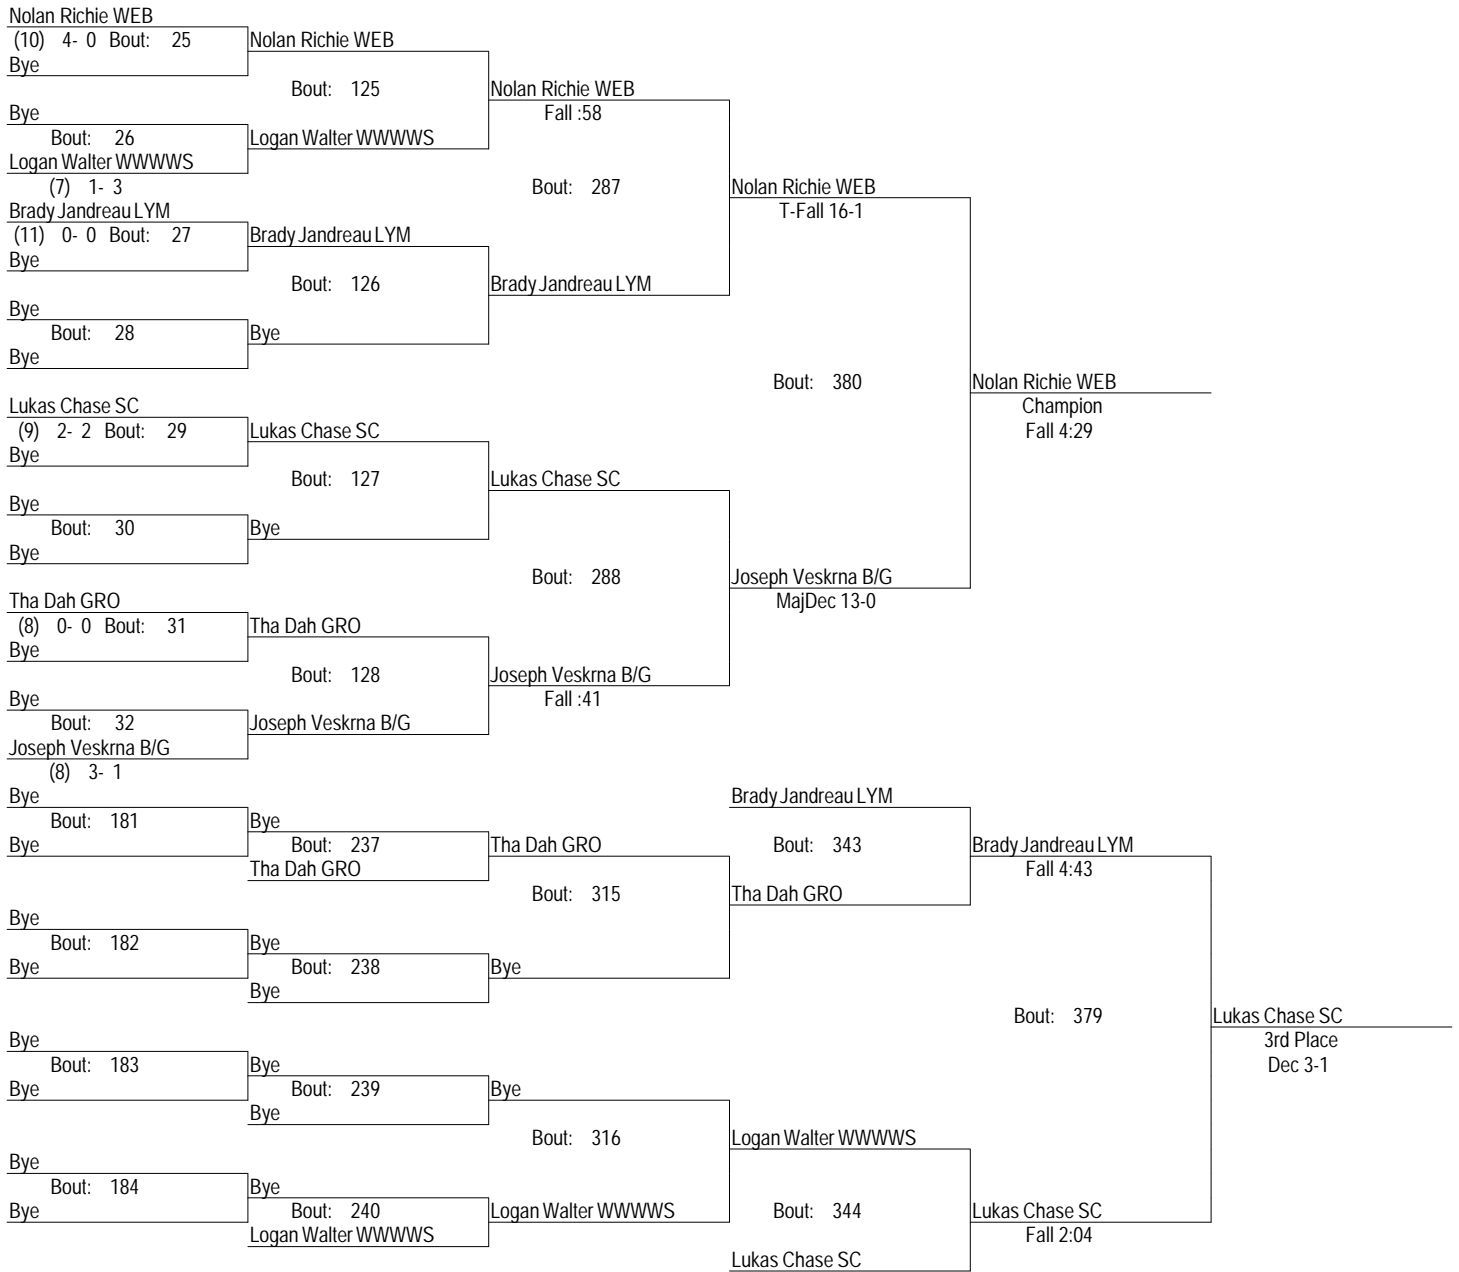 Nolan Richie WEB
(10) 4- 0 Bout: 25 Nolan Richie WEB
Bye
Bout: 125 Nolan Richie WEB
Bye Fall :58
Bout: 26 Logan Walter WWWWS
Logan Walter WWWWS
(7) 1- 3 Bout: 287 Nolan Richie WEB
Brady Jandreau LYM T-Fall 16-1
(11) 0- 0 Bout: 27 Brady Jandreau LYM
Bye
Bout: 126 Brady Jandreau LYM
Bye
Bout: 28 Bye
Bye
Bout: 380 Nolan Richie WEB
Lukas Chase SC Champion
(9) 2- 2 Bout: 29 Lukas Chase SC Fall 4:29
Bye
Bout: 127 Lukas Chase SC
Bye
Bout: 30 Bye
Bye
Bout: 288 Joseph Veskrna B/G
Tha Dah GRO MajDec 13-0
(8) 0- 0 Bout: 31 Tha Dah GRO
Bye
Bout: 128 Joseph Veskrna B/G
Bye Fall :41
Bout: 32 Joseph Veskrna B/G
Joseph Veskrna B/G
(8) 3- 1
Bye Brady Jandreau LYM
Bout: 181 Bye
Bye Bout: 237 Tha Dah GRO Bout: 343 Brady Jandreau LYM
Tha Dah GRO Fall 4:43
Bout: 315 Tha Dah GRO
Bye
Bout: 182 Bye
Bye Bout: 238 Bye
Bye
Bout: 379 Lukas Chase SC
Bye 3rd Place
Bout: 183 Bye Dec 3-1
Bye Bout: 239 Bye
Bye
Bout: 316 Logan Walter WWWWS
Bye
Bout: 184 Bye
Bye Bout: 240 Logan Walter WWWWS Bout: 344 Lukas Chase SC
Logan Walter WWWWS Fall 2:04
Lukas Chase SC